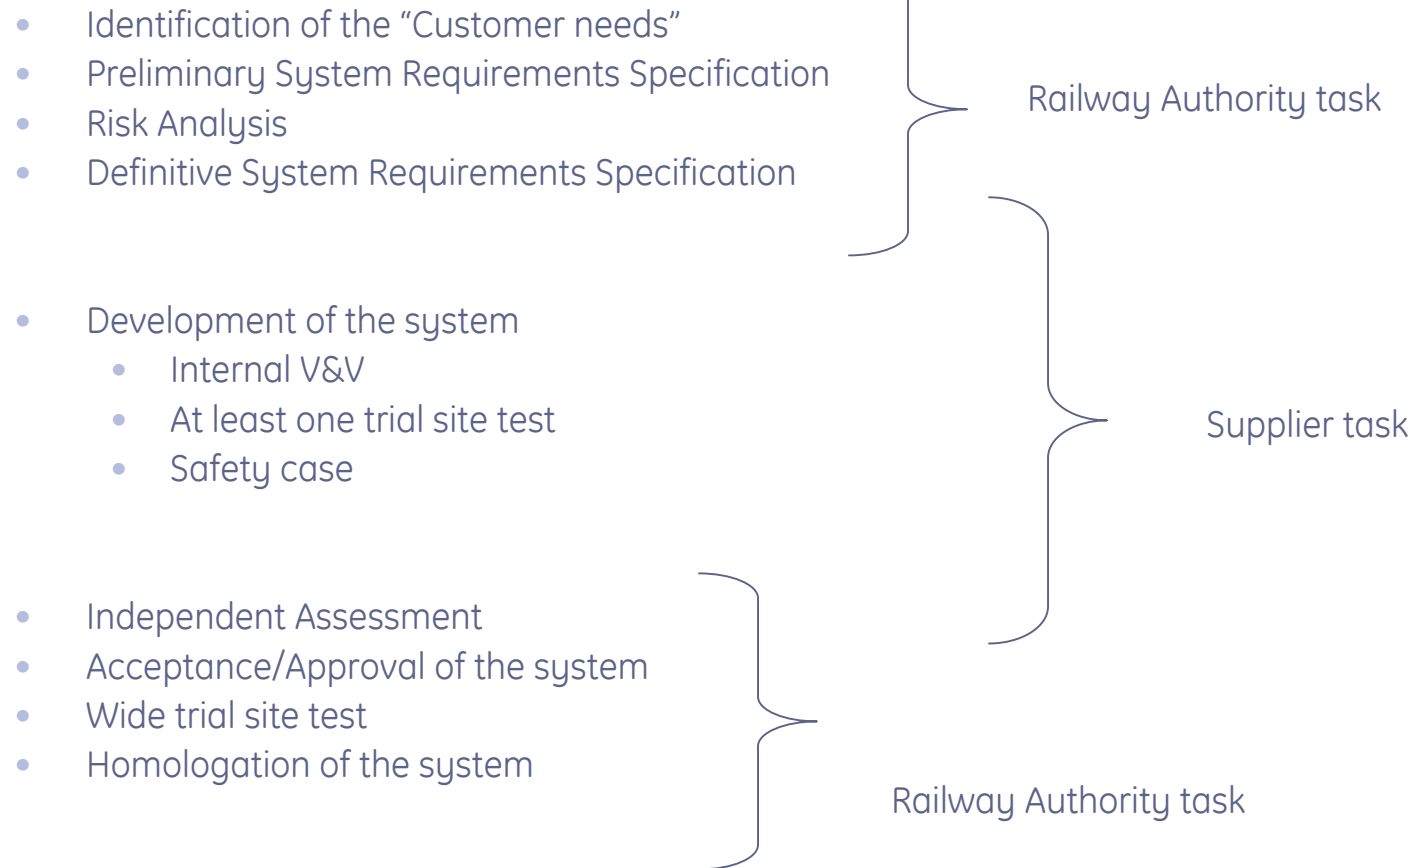 • Identification of the “Customer needs”
• Preliminary System Requirements Specification
• Risk Analysis
• Definitive System Requirements Specification
Railway Authority task
• Development of the system
• Internal V&V
• At least one trial site test
• Safety case
Supplier task
• Independent Assessment
• Acceptance/Approval of the system
• Wide trial site test
• Homologation of the system
Railway Authority task